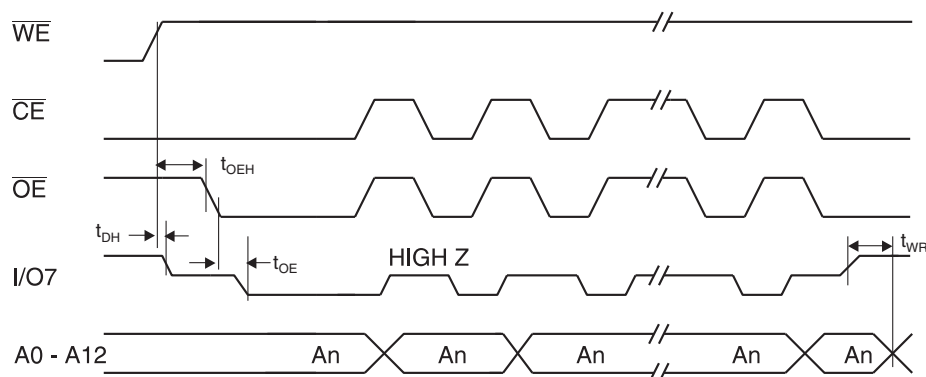 WE
CE
OE
tOEH
tDH
HIGH Z
tWR
I/O7
tOE
A0 - A12 An An An An An